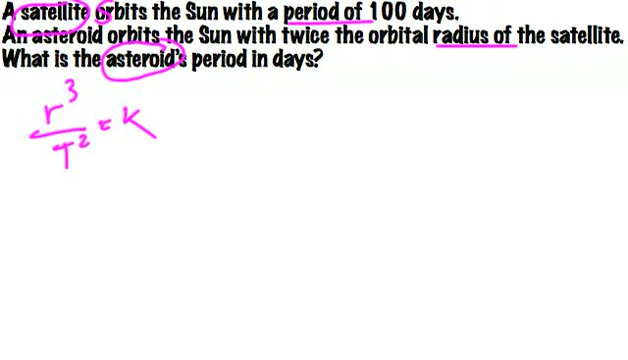 A satellite orbits the Sun with a period of 100 days.
An asteroid orbits the Sun with twice the orbital radius of the satellite.
What is the asteroid's period in days?
r³
T² = K